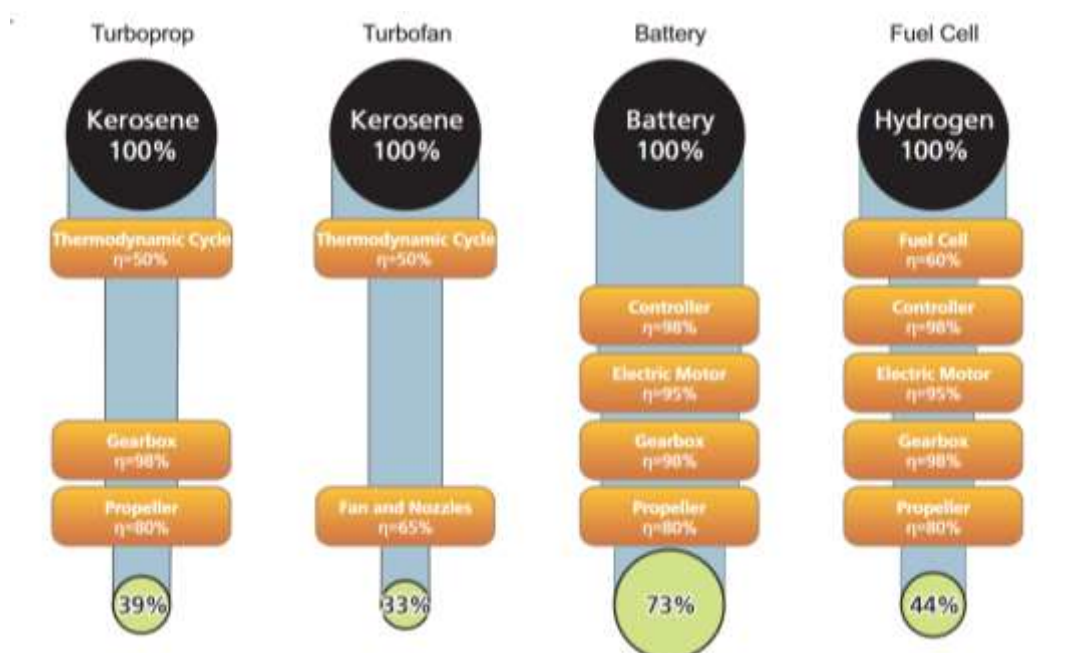 Turboprop
Kerosene
100%
Thermodynamic Cycle
η=50%
Gearbox
η=98%
Propeller
η=80%
39%
Turbofan
Kerosene
100%
Thermodynamic Cycle
η=50%
Fan and Nozzles
η=65%
33%
Battery
Battery
100%
Controller
η=98%
Electric Motor
η=95%
Gearbox
η=98%
Propeller
η=80%
73%
Fuel Cell
Hydrogen
100%
Fuel Cell
η=60%
Controller
η=98%
Electric Motor
η=95%
Gearbox
η=98%
Propeller
η=80%
44%